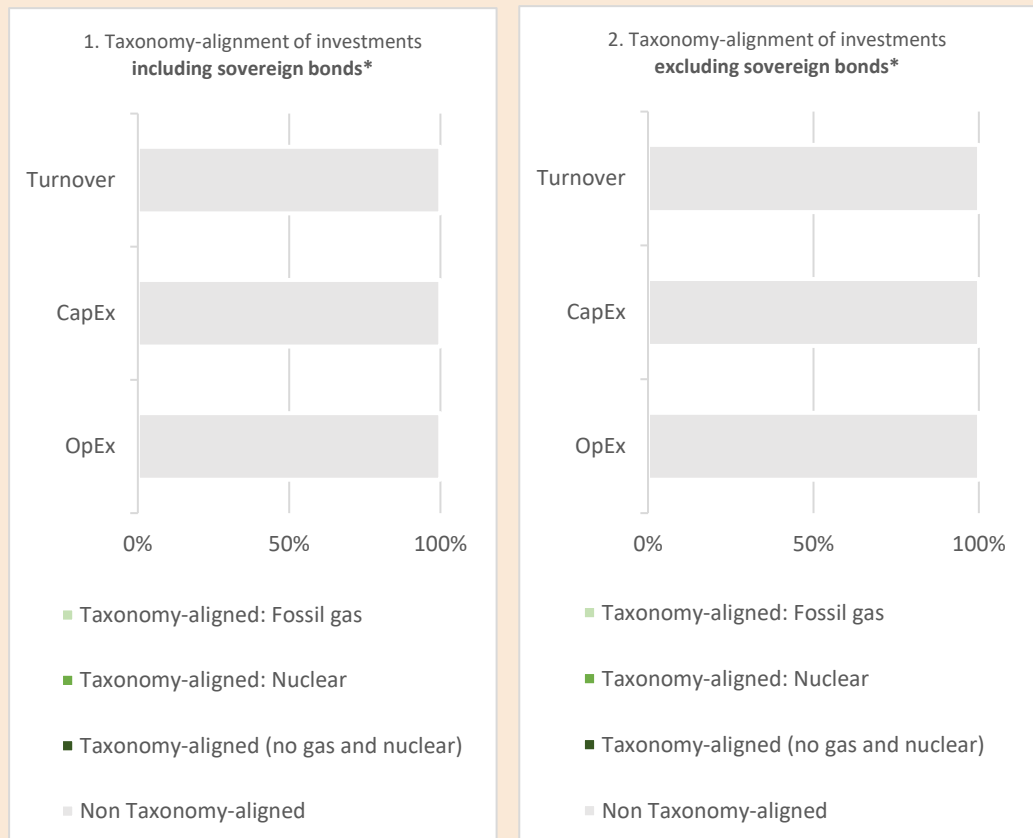 1. Taxonomy-alignment of investments
including sovereign bonds*
Turnover
CapEx
OpEx
0% 50% 100%
Taxonomy-aligned: Fossil gas
Taxonomy-aligned: Nuclear
Taxonomy-aligned (no gas and nuclear)
Non Taxonomy-aligned
2. Taxonomy-alignment of investments
excluding sovereign bonds*
Turnover
CapEx
OpEx
0% 50% 100%
Taxonomy-aligned: Fossil gas
Taxonomy-aligned: Nuclear
Taxonomy-aligned (no gas and nuclear)
Non Taxonomy-aligned